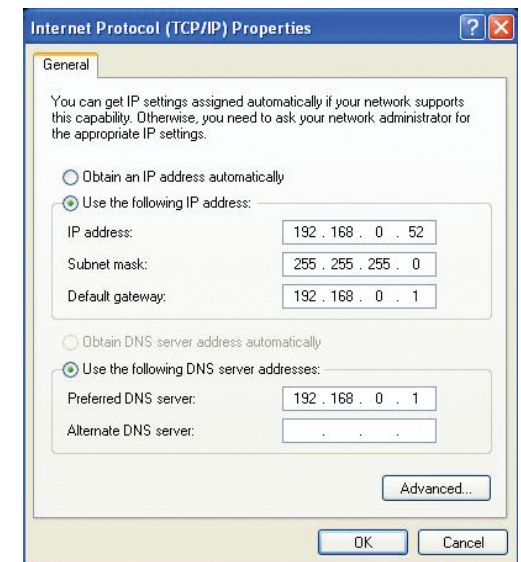 Internet Protocol (TCP/IP) Properties
General
You can get IP settings assigned automatically if your network supports
this capability. Otherwise, you need to ask your network administrator for
the appropriate IP settings.
Obtain an IP address automatically
Use the following IP address:
IP address: 192 . 168 . 0 . 52
Subnet mask: 255 . 255 . 255 . 0
Default gateway: 192 . 168 . 0 . 1
Obtain DNS server address automatically
Use the following DNS server addresses:
Preferred DNS server: 192 . 168 . 0 . 1
Alternate DNS server: . . .
Advanced...
OK Cancel